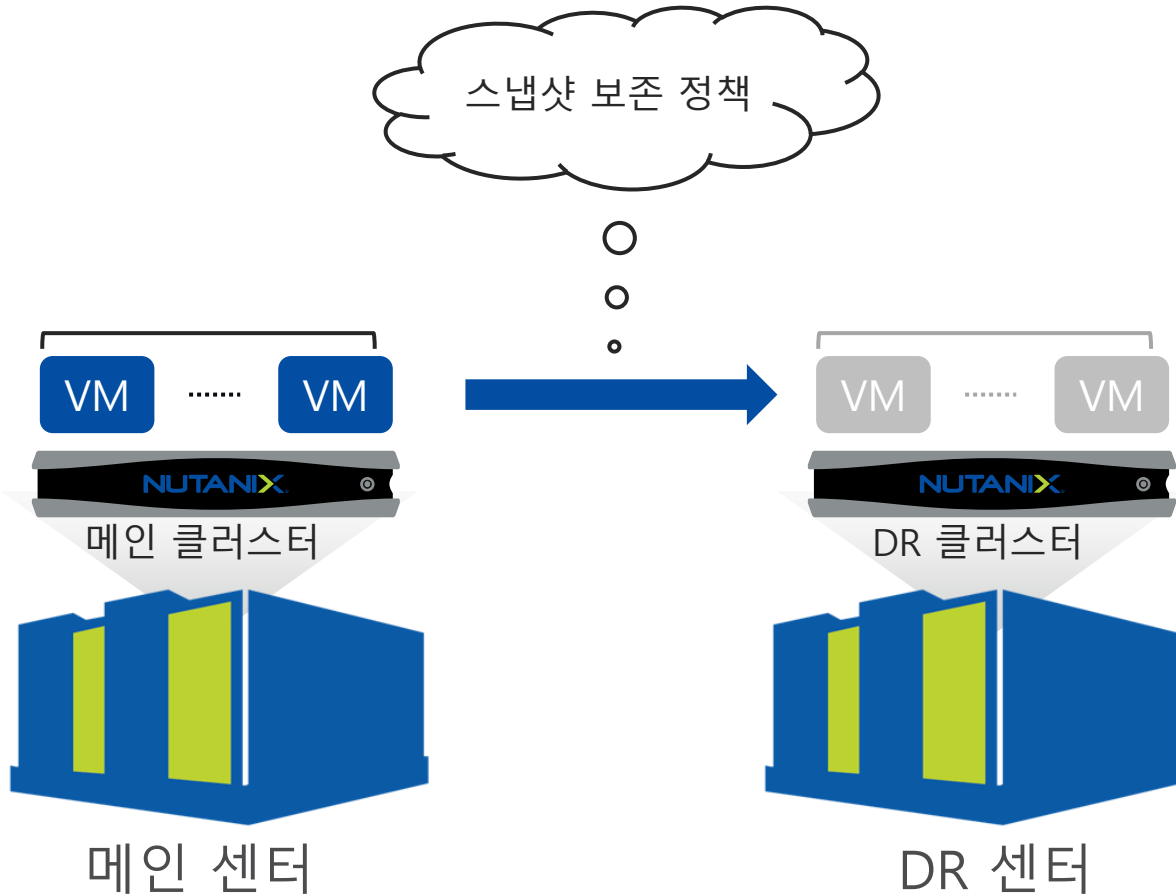 스냅샷 보존 정책
VM ....... VM
VM ....... VM
NUTANIX
NUTANIX
메인 클러스터
DR 클러스터
메인 센터
DR 센터